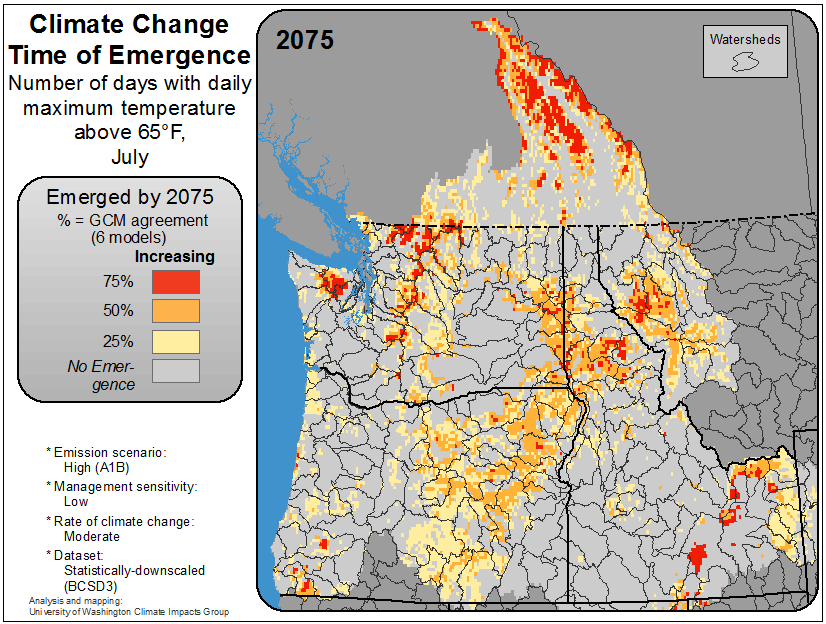 Climate Change
Time of Emergence
Number of days with daily
maximum temperature
above 65°F,
July
Emerged by 2075
% = GCM agreement
(6 models)
Increasing
75%
50%
25%
No Emer-
gence
* Emission scenario:
High (A1B)
* Management sensitivity:
Low
* Rate of climate change:
Moderate
* Dataset:
Statistically-downscaled
(BCSD3)
Analysis and mapping:
University of Washington Climate Impacts Group
2075
Watersheds